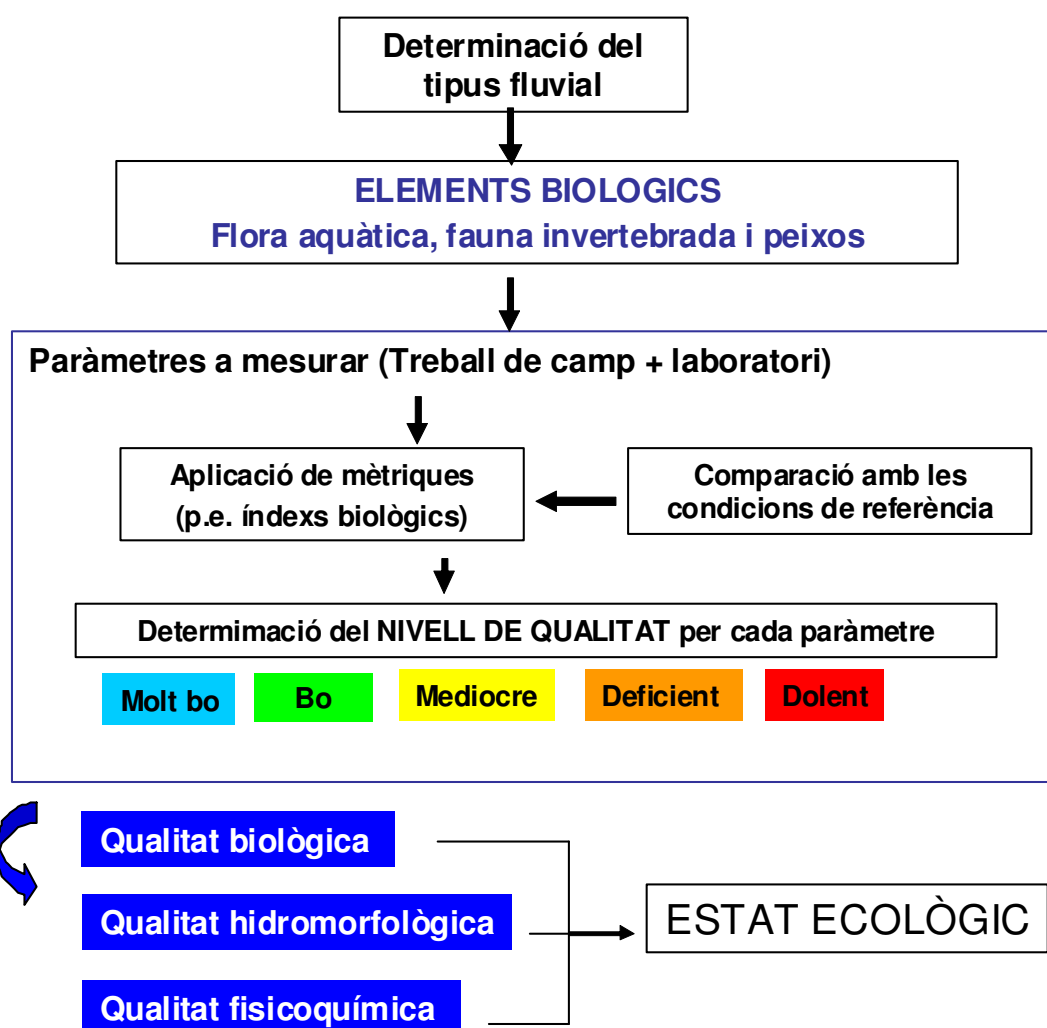 Determinació del
tipus fluvial
ELEMENTS BIOLOGICS
Flora aquàtica, fauna invertebrada i peixos
Paràmetres a mesurar (Treball de camp + laboratori)
Aplicació de mètriques
(p.e. índexs biològics)
Comparació amb les
condicions de referència
Determimació del NIVELL DE QUALITAT per cada paràmetre
Molt bo
Bo
Mediocre
Deficient
Dolent
Qualitat biològica
Qualitat hidromorfològica
ESTAT ECOLÒGIC
Qualitat fisicoquímica